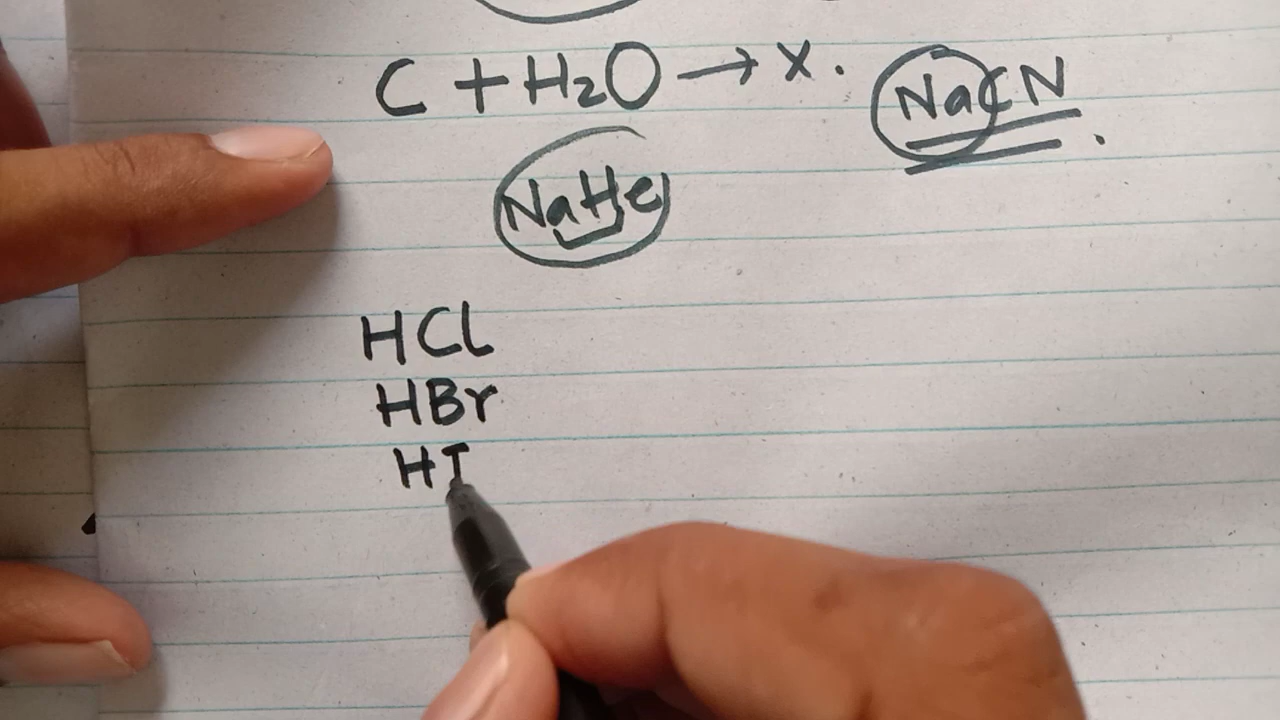 C + H2O → X. NaCN.
NaHe
HCl
HBr
HI